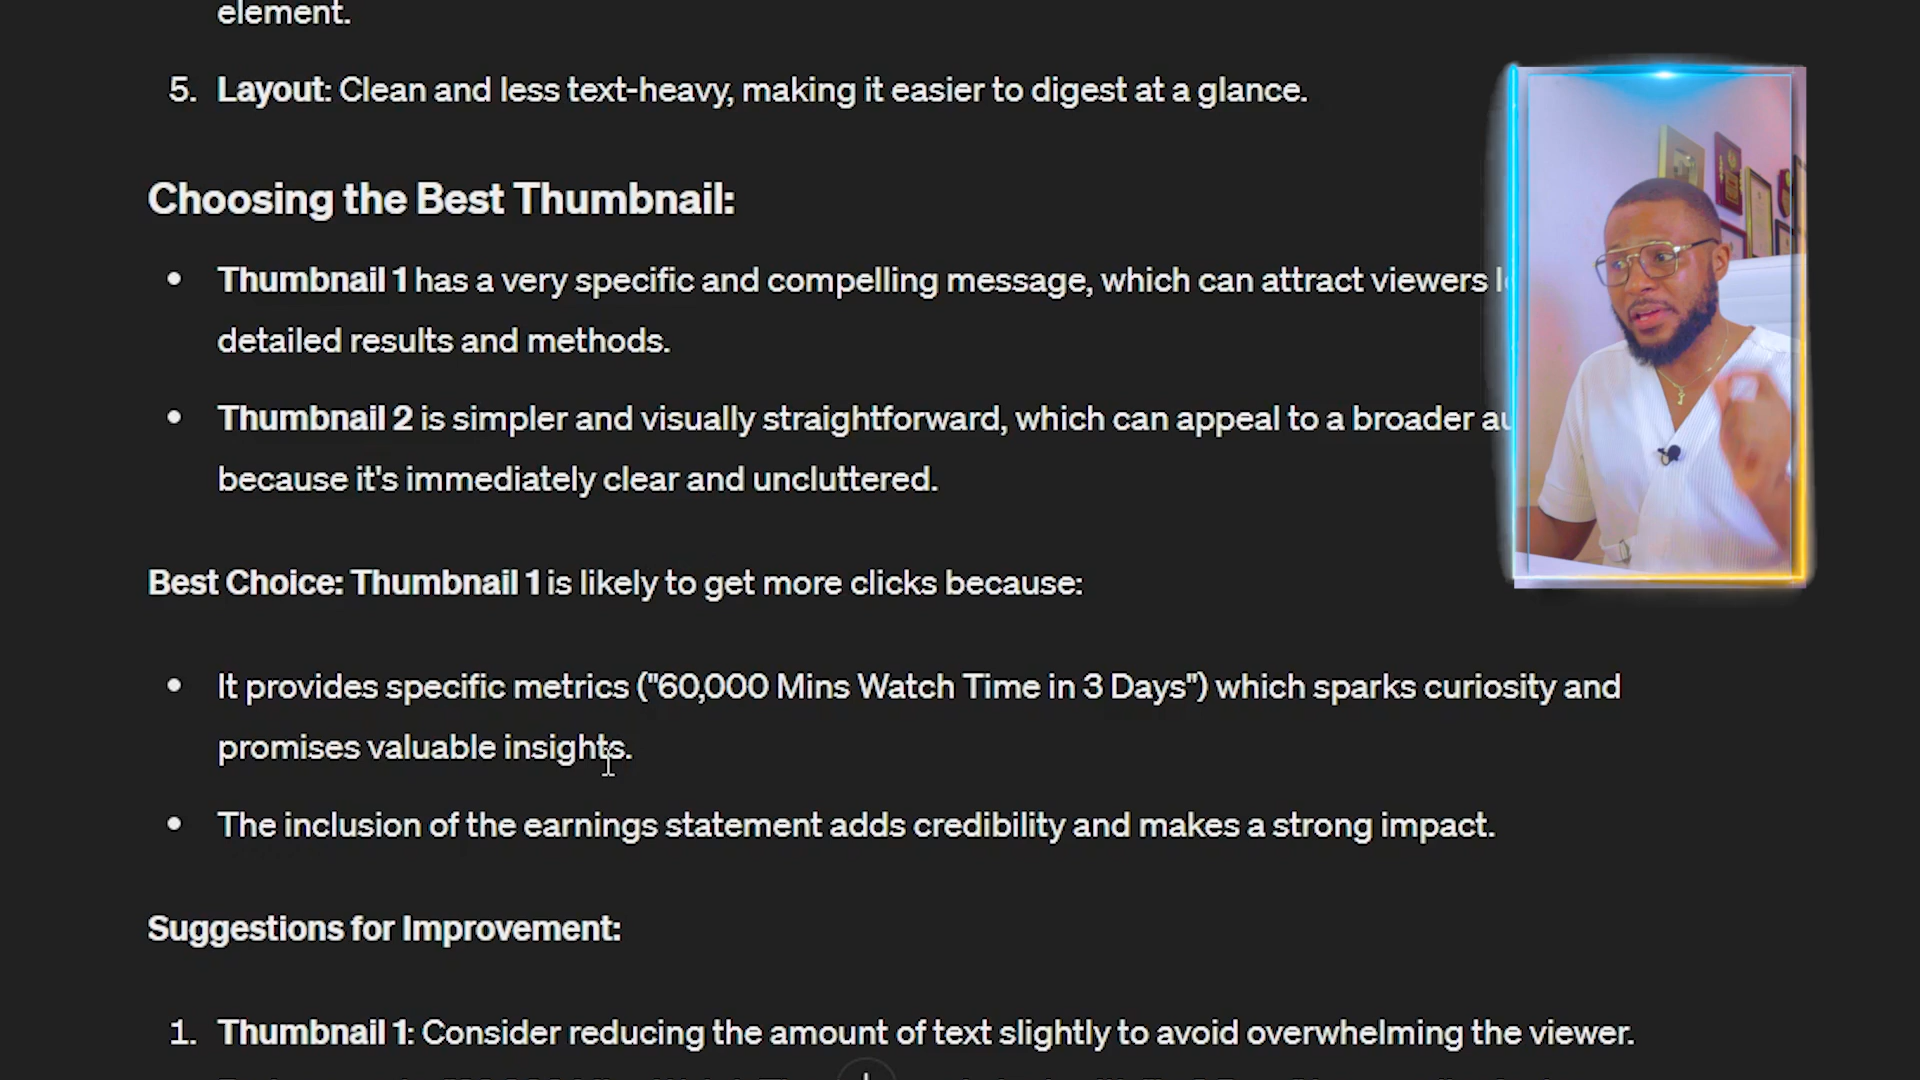 element.
5. Layout: Clean and less text-heavy, making it easier to digest at a glance.
Choosing the Best Thumbnail:
• Thumbnail 1 has a very specific and compelling message, which can attract viewers
detailed results and methods.
• Thumbnail 2 is simpler and visually straightforward, which can appeal to a broader
because it's immediately clear and uncluttered.
Best Choice: Thumbnail 1 is likely to get more clicks because:
• It provides specific metrics ("60,000 Mins Watch Time in 3 Days") which sparks curiosity and
promises valuable insights.
• The inclusion of the earnings statement adds credibility and makes a strong impact.
Suggestions for Improvement:
1. Thumbnail 1: Consider reducing the amount of text slightly to avoid overwhelming the viewer.